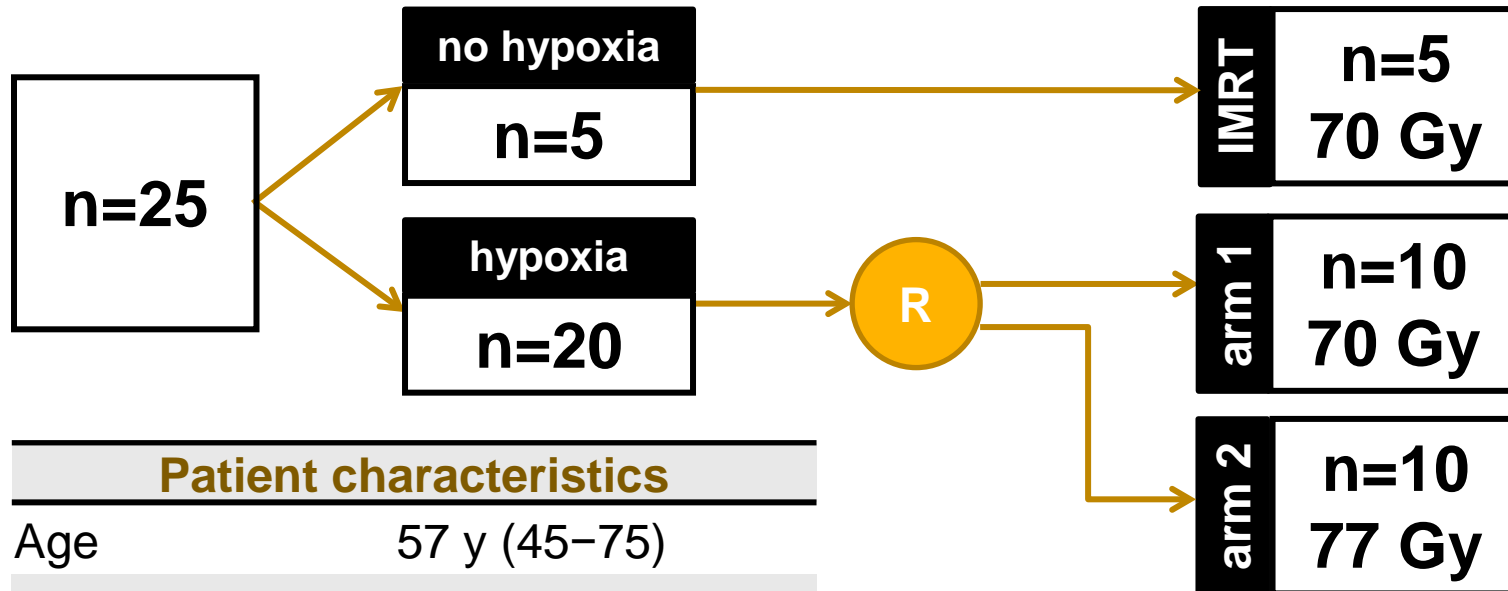 n=25
no hypoxia
n=5
hypoxia
n=20
R
IMRT
n=5
70 Gy
arm 1
n=10
70 Gy
arm 2
n=10
77 Gy
Patient characteristics
Age 57 y (45−75)